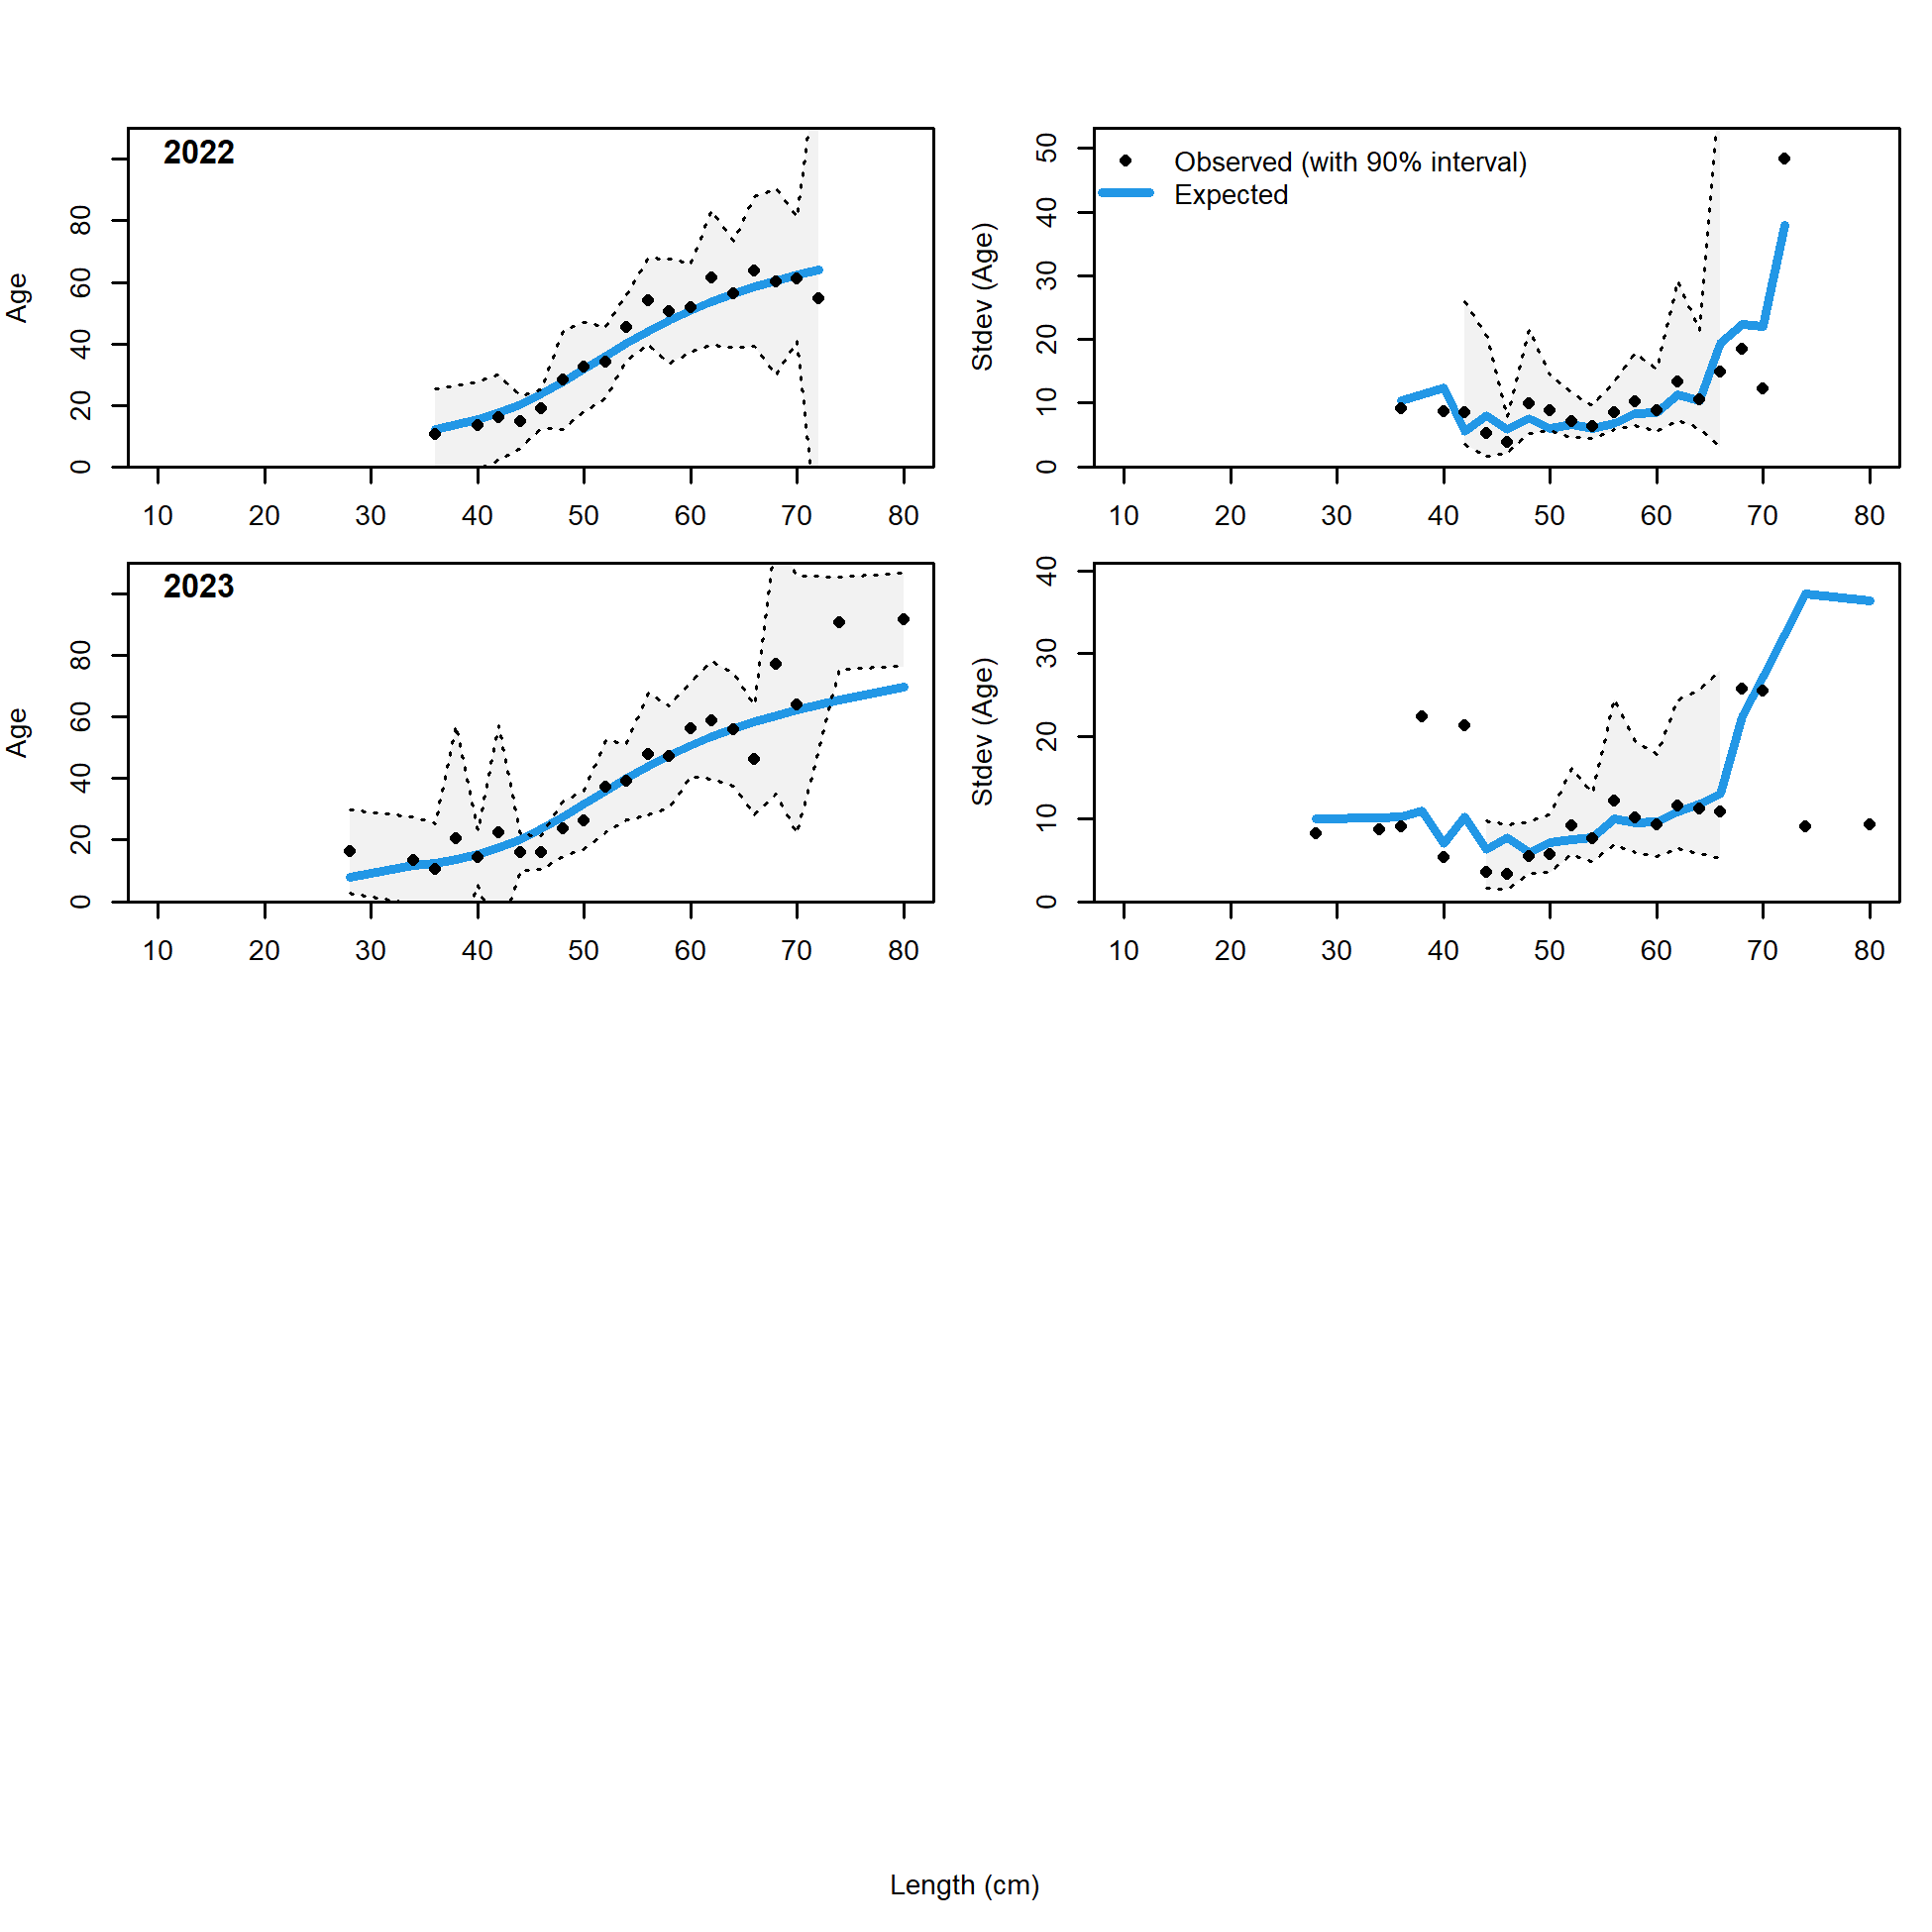 2022
Age
0 20 40 60 80
10 20 30 40 50 60 70 80
Observed (with 90% interval)
Expected
Stdev (Age)
0 10 20 30 40 50
10 20 30 40 50 60 70 80
2023
Age
0 20 40 60 80
10 20 30 40 50 60 70 80
Stdev (Age)
0 10 20 30 40
10 20 30 40 50 60 70 80
Length (cm)